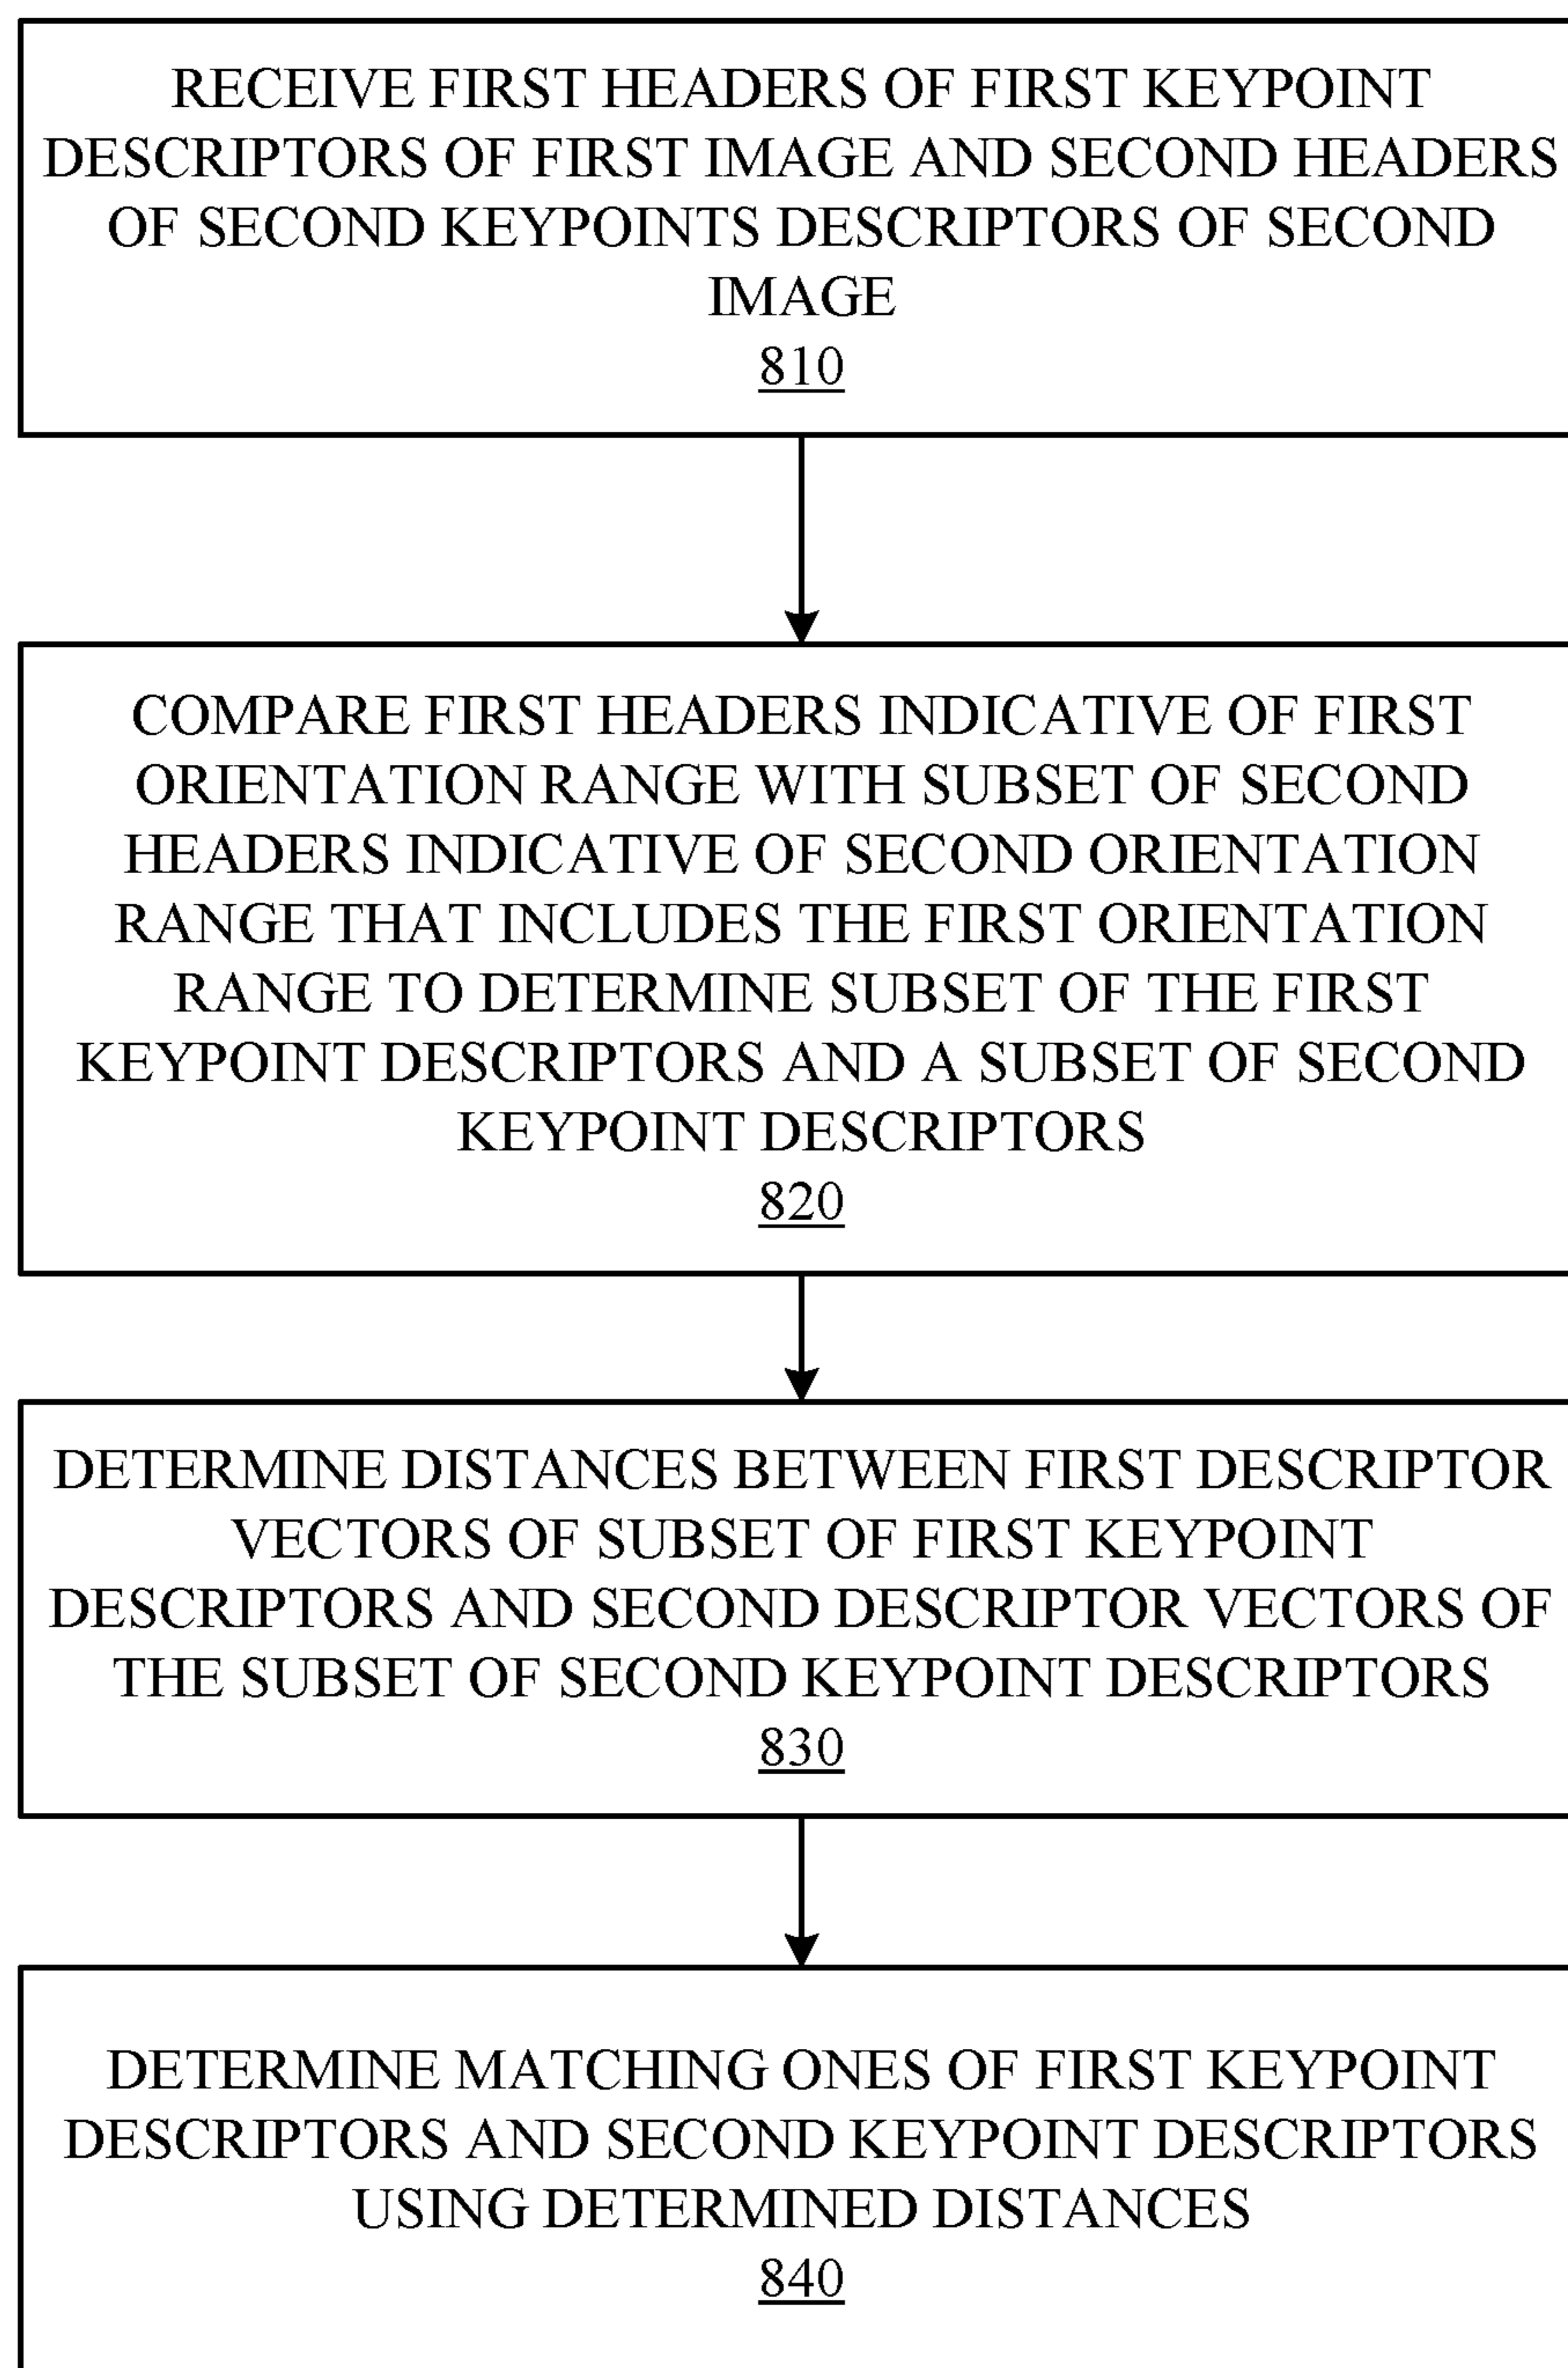 RECEIVE FIRST HEADERS OF FIRST KEYPOINT
DESCRIPTORS OF FIRST IMAGE AND SECOND HEADERS
OF SECOND KEYPOINTS DESCRIPTORS OF SECOND
IMAGE
810
COMPARE FIRST HEADERS INDICATIVE OF FIRST
ORIENTATION RANGE WITH SUBSET OF SECOND
HEADERS INDICATIVE OF SECOND ORIENTATION
RANGE THAT INCLUDES THE FIRST ORIENTATION
RANGE TO DETERMINE SUBSET OF THE FIRST
KEYPOINT DESCRIPTORS AND A SUBSET OF SECOND
KEYPOINT DESCRIPTORS
820
DETERMINE DISTANCES BETWEEN FIRST DESCRIPTOR
VECTORS OF SUBSET OF FIRST KEYPOINT
DESCRIPTORS AND SECOND DESCRIPTOR VECTORS OF
THE SUBSET OF SECOND KEYPOINT DESCRIPTORS
830
DETERMINE MATCHING ONES OF FIRST KEYPOINT
DESCRIPTORS AND SECOND KEYPOINT DESCRIPTORS
USING DETERMINED DISTANCES
840